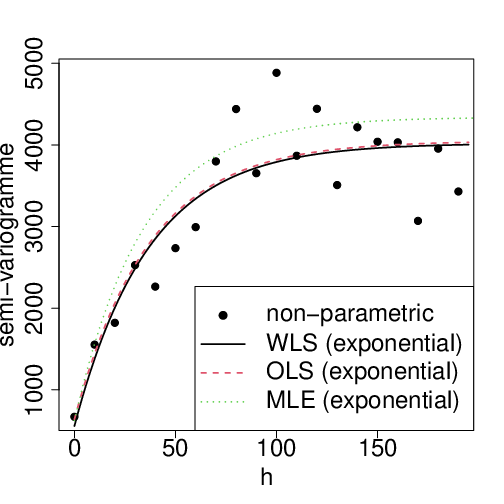 semi−variogramme
5000
4000
3000
2000
1000
non−parametric
WLS (exponential)
OLS (exponential)
MLE (exponential)
0 50 100 150
h